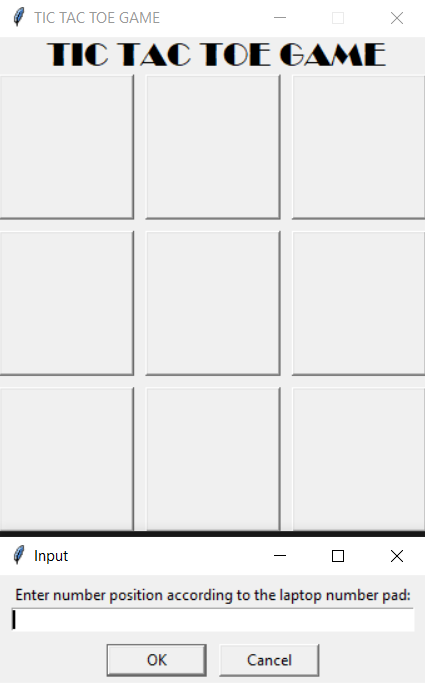 TIC TAC TOE GAME
TIC TAC TOE GAME
Input
Enter number position according to the laptop number pad:
OK Cancel